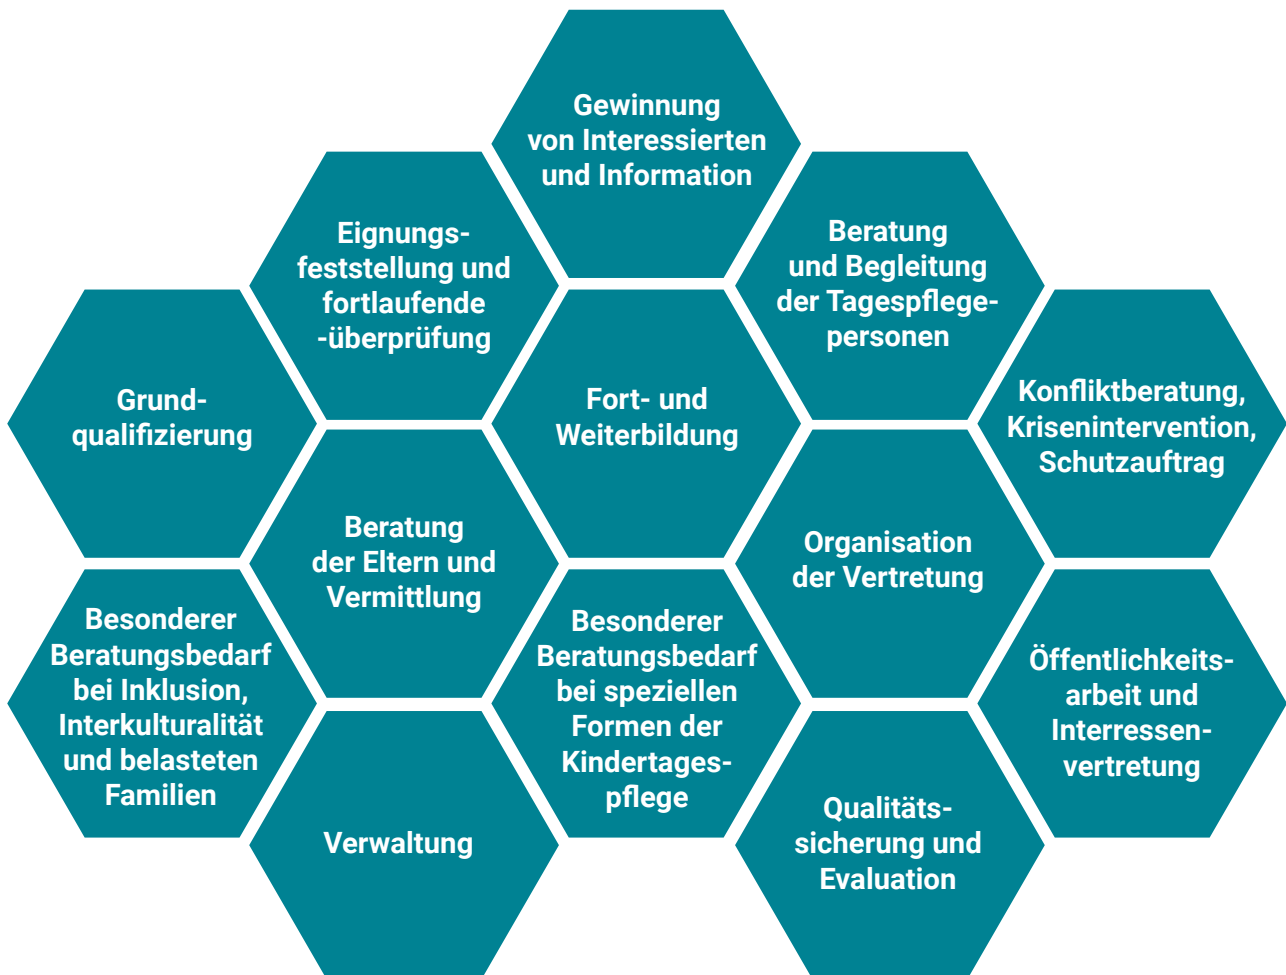 Gewinnung
von Interessierten
und Information
Eignungs-
feststellung und
fortlaufende
-überprüfung
Beratung
und Begleitung
der Tagespflege-
personen
Grund-
qualifizierung
Fort- und
Weiterbildung
Konfliktberatung,
Krisenintervention,
Schutzauftrag
Beratung
der Eltern und
Vermittlung
Organisation
der Vertretung
Besonderer
Beratungsbedarf
bei Inklusion,
Interkulturalität
und belasteten
Familien
Besonderer
Beratungsbedarf
bei speziellen
Formen der
Kindertages-
pflege
Öffentlichkeits-
arbeit und
Interressen-
vertretung
Verwaltung
Qualitäts-
sicherung und
Evaluation